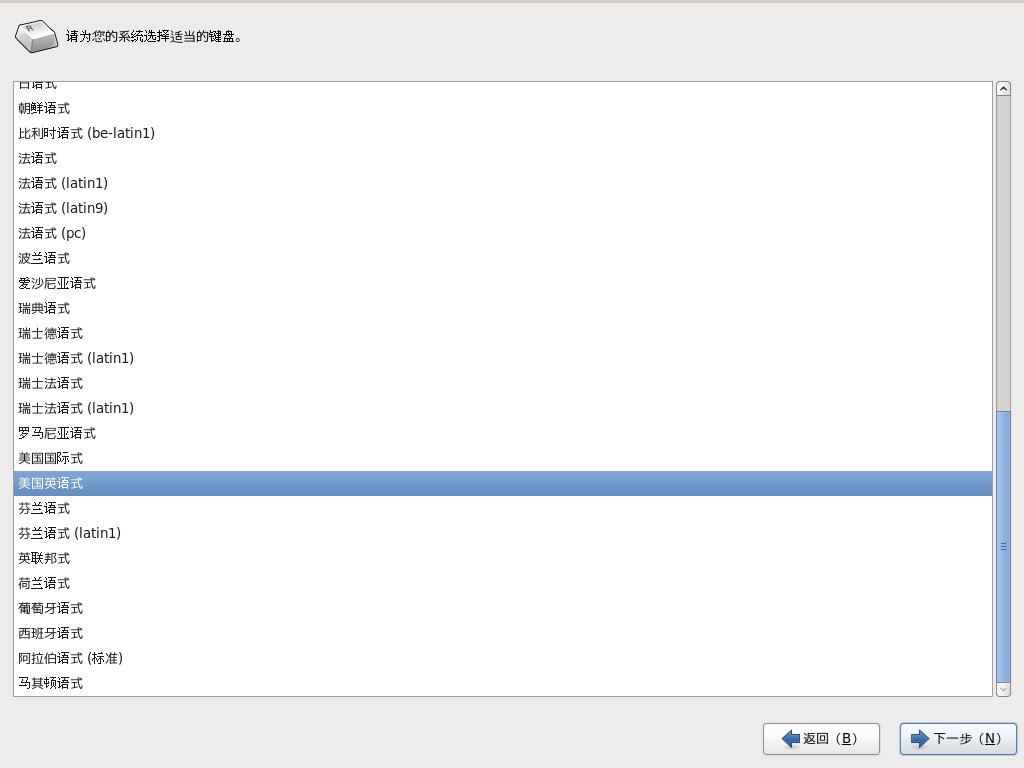 R
请为您的系统选择适当的键盘。
日语式
朝鲜语式
比利时语式 (be-latin1)
法语式
法语式 (latin1)
法语式 (latin9)
法语式 (pc)
波兰语式
爱沙尼亚语式
瑞典语式
瑞士德语式
瑞士德语式 (latin1)
瑞士法语式
瑞士法语式 (latin1)
罗马尼亚语式
美国国际式
美国英语式
芬兰语式
芬兰语式 (latin1)
英联邦式
荷兰语式
葡萄牙语式
西班牙语式
阿拉伯语式 (标准)
马其顿语式
返回（B） 下一步（N）